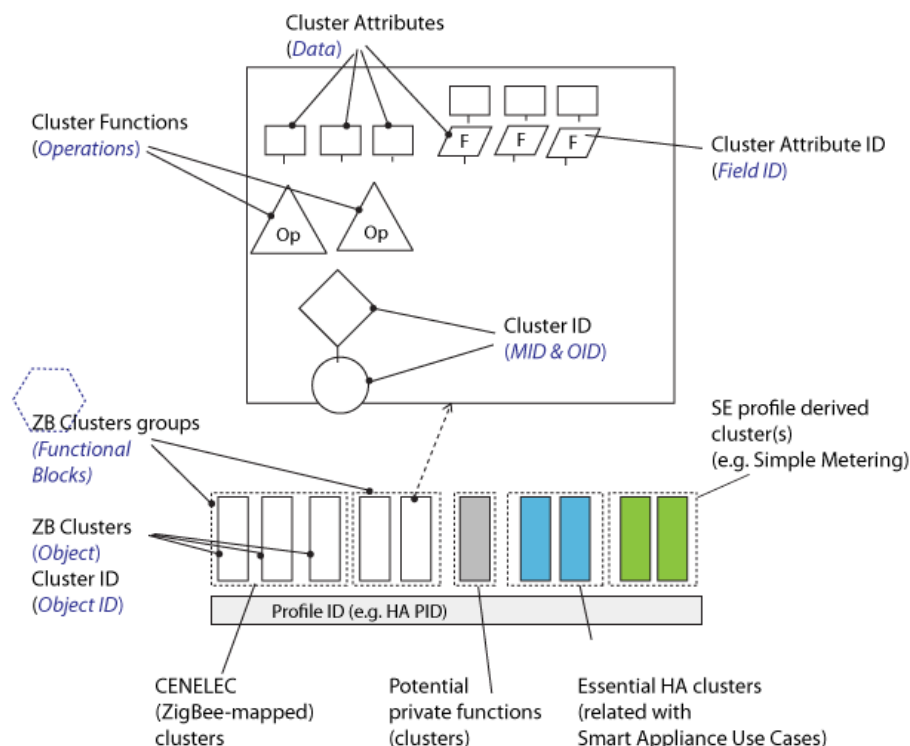 Cluster Attributes
(Data)
Cluster Functions
(Operations)
F
F
F
Cluster Attribute ID
(Field ID)
Op
Op
Cluster ID
(MID & OID)
ZB Clusters groups
(Functional
Blocks)
SE profile derived
cluster(s)
(e.g. Simple Metering)
ZB Clusters
(Object)
Cluster ID
(Object ID)
Profile ID (e.g. HA PID)
CENELEC
(ZigBee-mapped)
clusters
Potential
private functions
(clusters)
Essential HA clusters
(related with
Smart Appliance Use Cases)